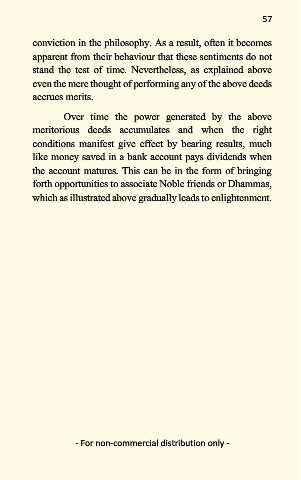 57
conviction in the philosophy. As a result, often it becomes
apparent from their behaviour that these sentiments do not
stand the test of time. Nevertheless, as explained above
even the mere thought of performing any of the above deeds
accrues merits.
Over time the power generated by the above
meritorious deeds accumulates and when the right
conditions manifest give effect by bearing results, much
like money saved in a bank account pays dividends when
the account matures. This can be in the form of bringing
forth opportunities to associate Noble friends or Dhammas,
which as illustrated above gradually leads to enlightenment.
- For non-commercial distribution only -